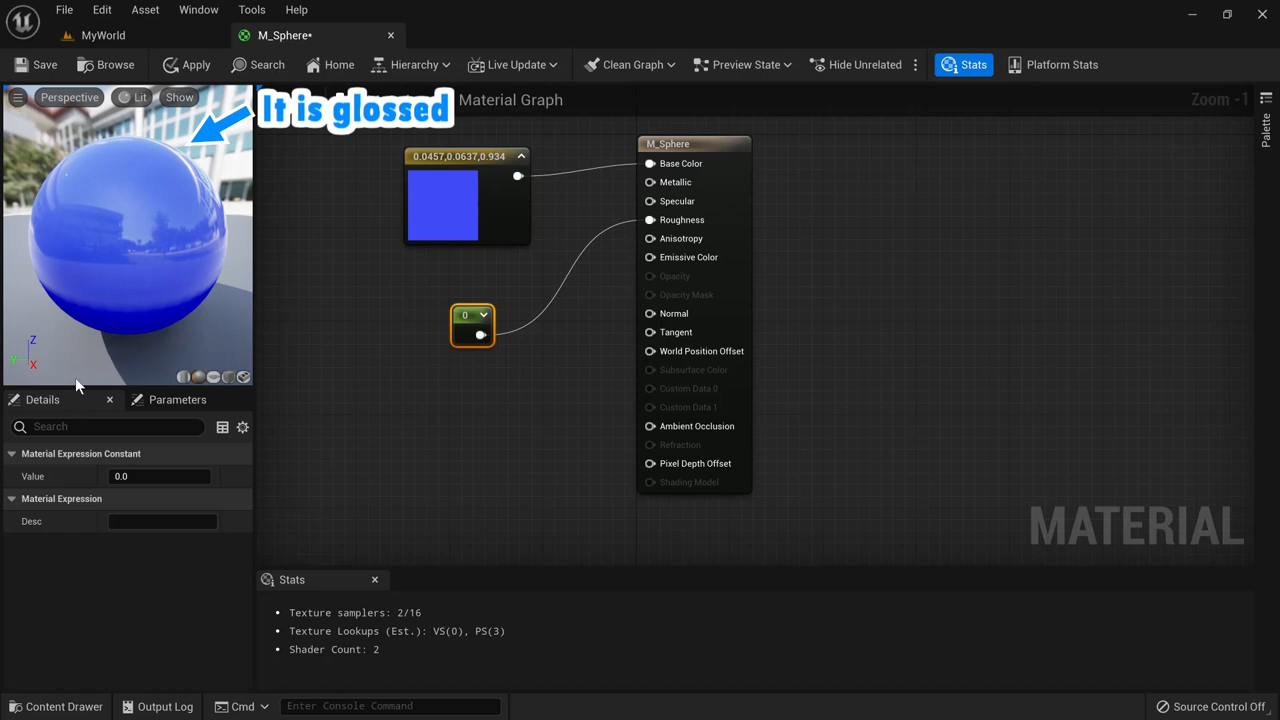 File Edit Asset Window Tools Help
MyWorld M_Sphere*
Save Browse Apply Search Home Hierarchy Live Update Clean Graph Preview State Hide Unrelated Stats Platform Stats
Perspective Lit Show
It is glossed
Material Graph
Zoom -1
Palette
0.0457,0.0637,0.934
M_Sphere
Base Color
Metallic
Specular
Roughness
Anisotropy
Emissive Color
Opacity
Opacity Mask
Normal
Tangent
World Position Offset
Subsurface Color
Custom Data 0
Custom Data 1
Ambient Occlusion
Refraction
Pixel Depth Offset
Shading Model
0
Z
Y
X
MATERIAL
Details Parameters
Search
Material Expression Constant
Value 0.0
Material Expression
Desc
Stats
• Texture samplers: 2/16
• Texture Lookups (Est.): VS(0), PS(3)
• Shader Count: 2
Content Drawer Output Log Cmd Enter Console Command Source Control Off